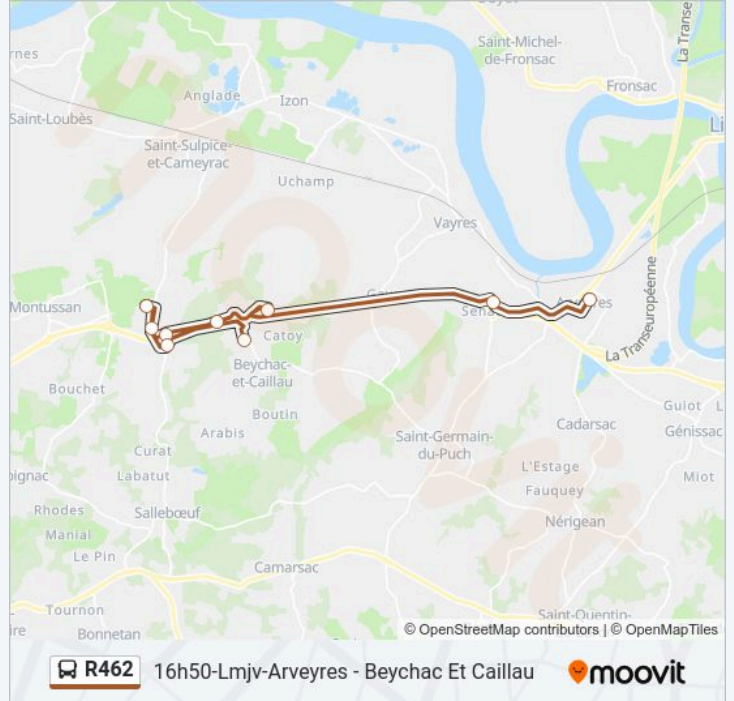 La Transe
Saint-Michel-
de-Fronsac
rnes
Anglade
Izon
Fronsac
Saint-Loubès
Li
Saint-Sulpice-
et-Cameyrac
Uchamp
Vayres
La Transeuropéenne
Montussan
Catoy
Beychac-
et-Caillau
Bouchet
Boutin
Guiot L
Cadarsac
Génissac
Arabis
Saint-Germain-
du-Puch
Curat
L'Estage
oignac
Labatut
Miot
Fauquey
Rhodes
Salleboeuf
Nérigean
Manial
Le Pin
Camarsac
Tournon
Saint-Quentin-
ire
Bonnetan
© OpenStreetMap contributors | © OpenMapTiles
R462 16h50-Lmjv-Arveyres - Beychac Et Caillau moovit